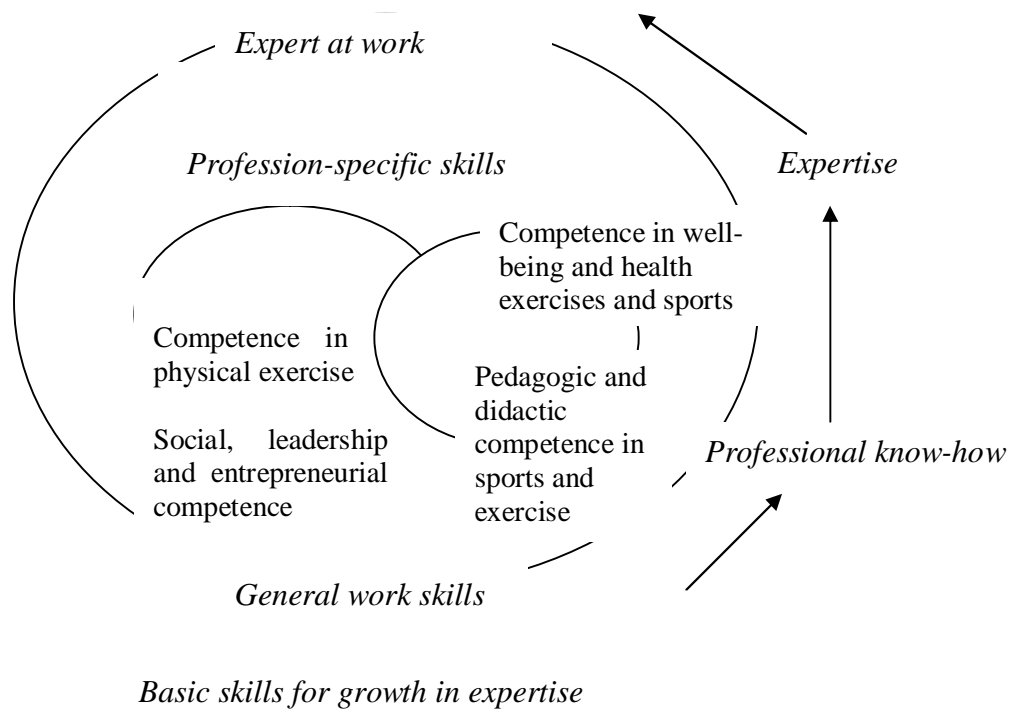 Expert at work
Profession-specific skills
Expertise
Competence in well-
being and health
exercises and sports
Competence in
physical exercise
Pedagogic and
didactic
competence in
sports and
exercise
Social, leadership
and entrepreneurial
competence
Professional know-how
General work skills
Basic skills for growth in expertise